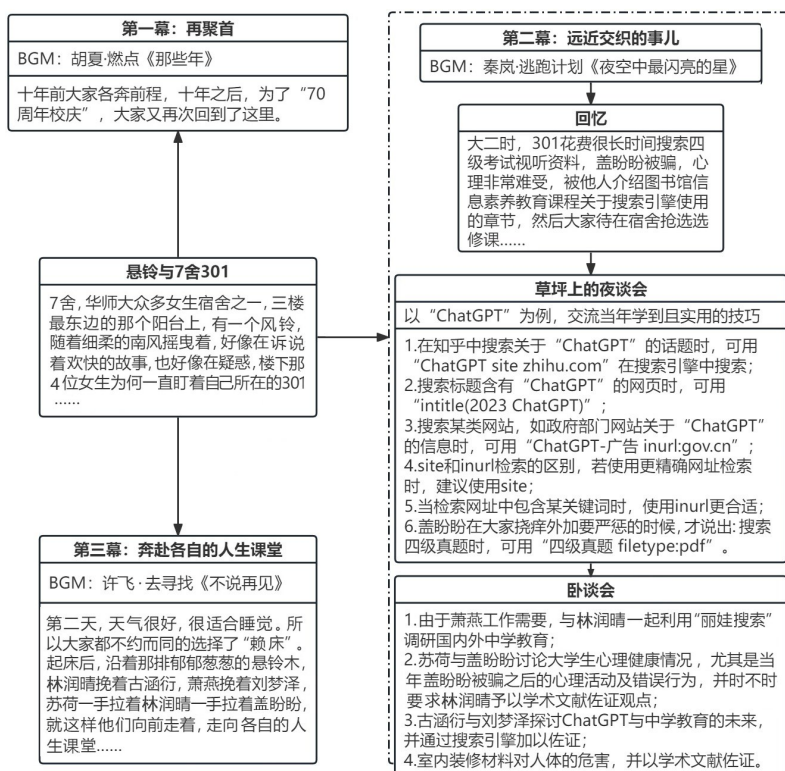 第一幕：再聚首
BGM：胡夏·燃点《那些年》
十年前大家各奔前程，十年之后，为了“70
周年校庆”，大家又再次回到了这里。
悬铃与7舍301
7舍，华师大众多女生宿舍之一，三楼
最东边的那个阳台上，有一个风铃，
随着细柔的南风摇曳着，好像在诉说
着欢快的故事，也好像在疑惑，楼下那
4位女生为何一直盯着自己所在的301
……
第三幕：奔赴各自的人生课堂
BGM：许飞·去寻找《不说再见》
第二天，天气很好，很适合睡觉。所
以大家都不约而同的选择了“赖床”。
起床后，沿着那排郁郁葱葱的悬铃木，
林润晴挽着古涵衍，萧燕挽着刘梦泽，
苏荷一手拉着林润晴一手拉着盖盼盼，
就这样他们向前走着，走向各自的人
生课堂……
第二幕：远近交织的事儿
BGM：秦岚·逃跑计划《夜空中最闪亮的星》
回忆
大二时，301花费很长时间搜索四
级考试视听资料，盖盼盼被骗，心
理非常难受，被他人介绍图书馆信
息素养教育课程关于搜索引擎使用
的章节，然后大家待在宿舍抢选选
修课……
草坪上的夜谈会
以“ChatGPT”为例，交流当年学到且实用的技巧
1.在知乎中搜索关于“ChatGPT”的话题时，可用
“ChatGPT site zhihu.com”在搜索引擎中搜索；
2.搜索标题含有“ChatGPT”的网页时，可用
“intitle(2023 ChatGPT)”；
3.搜索某类网站，如政府部门网站关于“ChatGPT”
的信息时，可用“ChatGPT-广告 inurl:gov.cn”；
4.site和inurl检索的区别，若使用更精确网址检索
时，建议使用site；
5.当检索网址中包含某关键词时，使用inurl更合适；
6.盖盼盼在大家挠痒外加要严惩的时候，才说出：搜索
四级真题时，可用“四级真题 filetype:pdf”。
卧谈会
1.由于萧燕工作需要，与林润晴一起利用“丽娃搜索”
调研国内外中学教育；
2.苏荷与盖盼盼讨论大学生心理健康情况，尤其是当
年盖盼盼被骗之后的心理活动及错误行为，并时不时
要求林润晴予以学术文献佐证观点；
3.古涵衍与刘梦泽探讨ChatGPT与中学教育的未来，
并通过搜索引擎加以佐证；
4.室内装修材料对人体的危害，并以学术文献佐证。